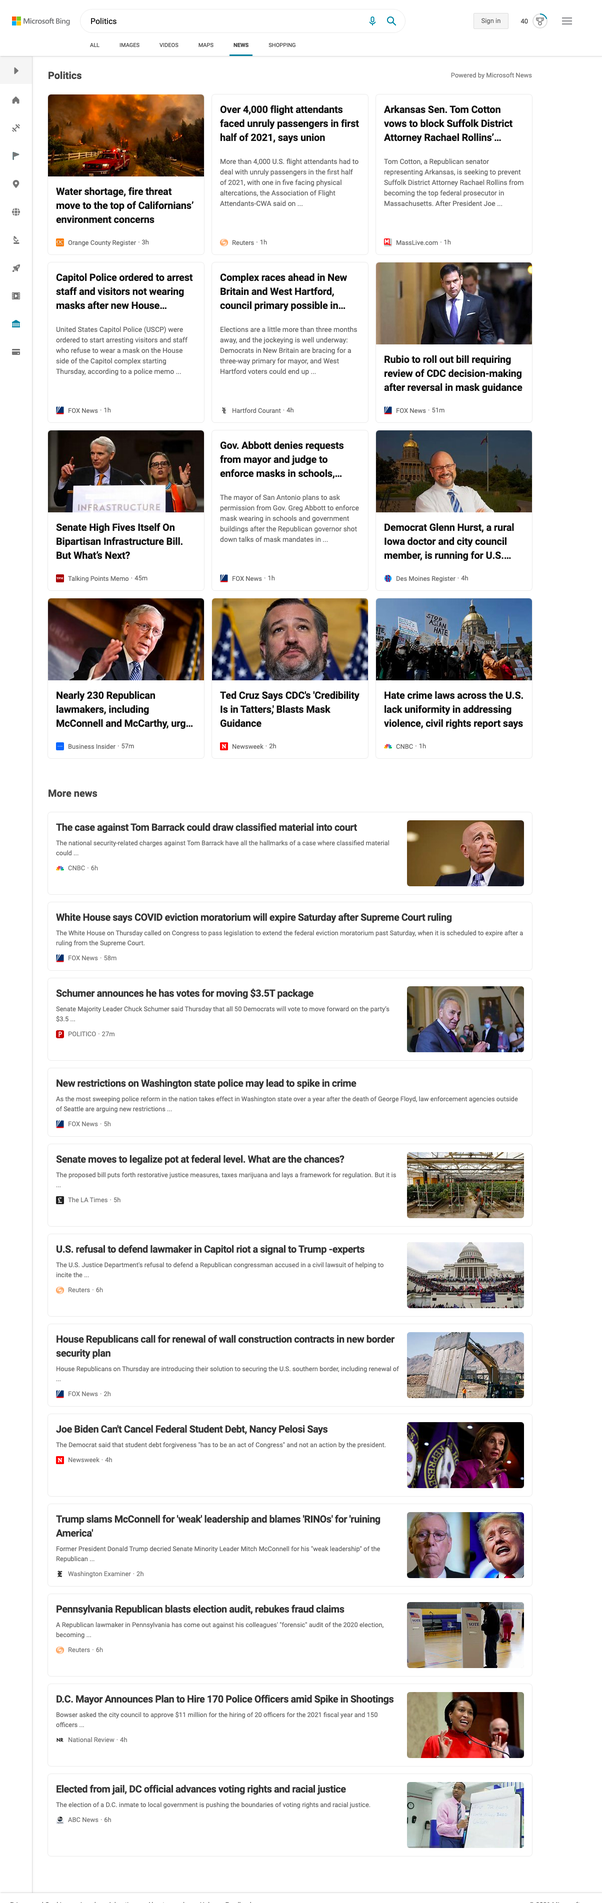 Microsoft Bing
Politics
Sign in
40
ALL
IMAGES
VIDEOS
MAPS
NEWS
SHOPPING
Politics
Powered by Microsoft News
Water shortage, fire threat
move to the top of Californians'
environment concerns
Orange County Register · 3h
Over 4,000 flight attendants
faced unruly passengers in first
half of 2021, says union
More than 4,000 U.S. flight attendants had to
deal with unruly passengers in the first half
of 2021, with one in five facing physical
altercations, the Association of Flight
Attendants-CWA said on ...
Reuters · 1h
Arkansas Sen. Tom Cotton
vows to block Suffolk District
Attorney Rachael Rollins'...
Tom Cotton, a Republican senator
representing Arkansas, is seeking to prevent
Suffolk District Attorney Rachael Rollins from
becoming the top federal prosecutor in
Massachusetts. After President Joe ...
MassLive.com · 1h
Capitol Police ordered to arrest
staff and visitors not wearing
masks after new House...
United States Capitol Police (USCP) were
ordered to start arresting visitors and staff
who refuse to wear a mask on the House
side of the Capitol complex starting
Thursday, according to a police memo ...
FOX News · 1h
Complex races ahead in New
Britain and West Hartford,
council primary possible in...
Elections are a little more than three months
away, and the jockeying is well underway:
Democrats in New Britain are bracing for a
three-way primary for mayor, and West
Hartford voters could end up ...
Hartford Courant · 4h
Rubio to roll out bill requiring
review of CDC decision-making
after reversal in mask guidance
FOX News · 51m
INFRASTRUCTURE
Senate High Fives Itself On
Bipartisan Infrastructure Bill.
But What's Next?
Talking Points Memo · 45m
Gov. Abbott denies requests
from mayor and judge to
enforce masks in schools,...
The mayor of San Antonio plans to ask
permission from Gov. Greg Abbott to enforce
mask wearing in schools and government
buildings after the Republican governor shot
down talks of mask mandates in ...
FOX News · 1h
Democrat Glenn Hurst, a rural
Iowa doctor and city council
member, is running for U.S....
Des Moines Register · 4h
Nearly 230 Republican
lawmakers, including
McConnell and McCarthy, urg...
Business Insider · 57m
Ted Cruz Says CDC's 'Credibility
Is in Tatters,' Blasts Mask
Guidance
Newsweek · 2h
STOP
ASIAN
HATE
Hate crime laws across the U.S.
lack uniformity in addressing
violence, civil rights report says
CNBC · 1h
More news
The case against Tom Barrack could draw classified material into court
The national security-related charges against Tom Barrack have all the hallmarks of a case where classified material
could ...
CNBC · 6h
White House says COVID eviction moratorium will expire Saturday after Supreme Court ruling
The White House on Thursday called on Congress to pass legislation to extend the federal eviction moratorium past Saturday, when it is scheduled to expire after a
ruling from the Supreme Court.
FOX News · 58m
Schumer announces he has votes for moving $3.5T package
Senate Majority Leader Chuck Schumer said Thursday that all 50 Democrats will vote to move forward on the party's
$3.5 ...
POLITICO · 27m
New restrictions on Washington state police may lead to spike in crime
As the most sweeping police reform in the nation takes effect in Washington state over a year after the death of George Floyd, law enforcement agencies outside
of Seattle are arguing new restrictions ...
FOX News · 5h
Senate moves to legalize pot at federal level. What are the chances?
The proposed bill puts forth restorative justice measures, taxes marijuana and lays a framework for regulation. But it is
...
The LA Times · 5h
U.S. refusal to defend lawmaker in Capitol riot a signal to Trump -experts
The U.S. Justice Department's refusal to defend a Republican congressman accused in a civil lawsuit of helping to
incite the ...
Reuters · 6h
House Republicans call for renewal of wall construction contracts in new border
security plan
House Republicans on Thursday are introducing their solution to securing the U.S. southern border, including renewal of
...
FOX News · 2h
Joe Biden Can't Cancel Federal Student Debt, Nancy Pelosi Says
The Democrat said that student debt forgiveness "has to be an act of Congress" and not an action by the president.
Newsweek · 4h
Trump slams McConnell for 'weak' leadership and blames 'RINOs' for 'ruining
America'
Former President Donald Trump decried Senate Minority Leader Mitch McConnell for his "weak leadership" of the
Republican ...
Washington Examiner · 2h
Pennsylvania Republican blasts election audit, rebukes fraud claims
A Republican lawmaker in Pennsylvania has come out against his colleagues' "forensic" audit of the 2020 election,
becoming ...
Reuters · 6h
VOTE
D.C. Mayor Announces Plan to Hire 170 Police Officers amid Spike in Shootings
Bowser asked the city council to approve $11 million for the hiring of 20 officers for the 2021 fiscal year and 150
officers ...
NR National Review · 4h
Elected from jail, DC official advances voting rights and racial justice
The election of a D.C. inmate to local government is pushing the boundaries of voting rights and racial justice.
ABC News · 6h